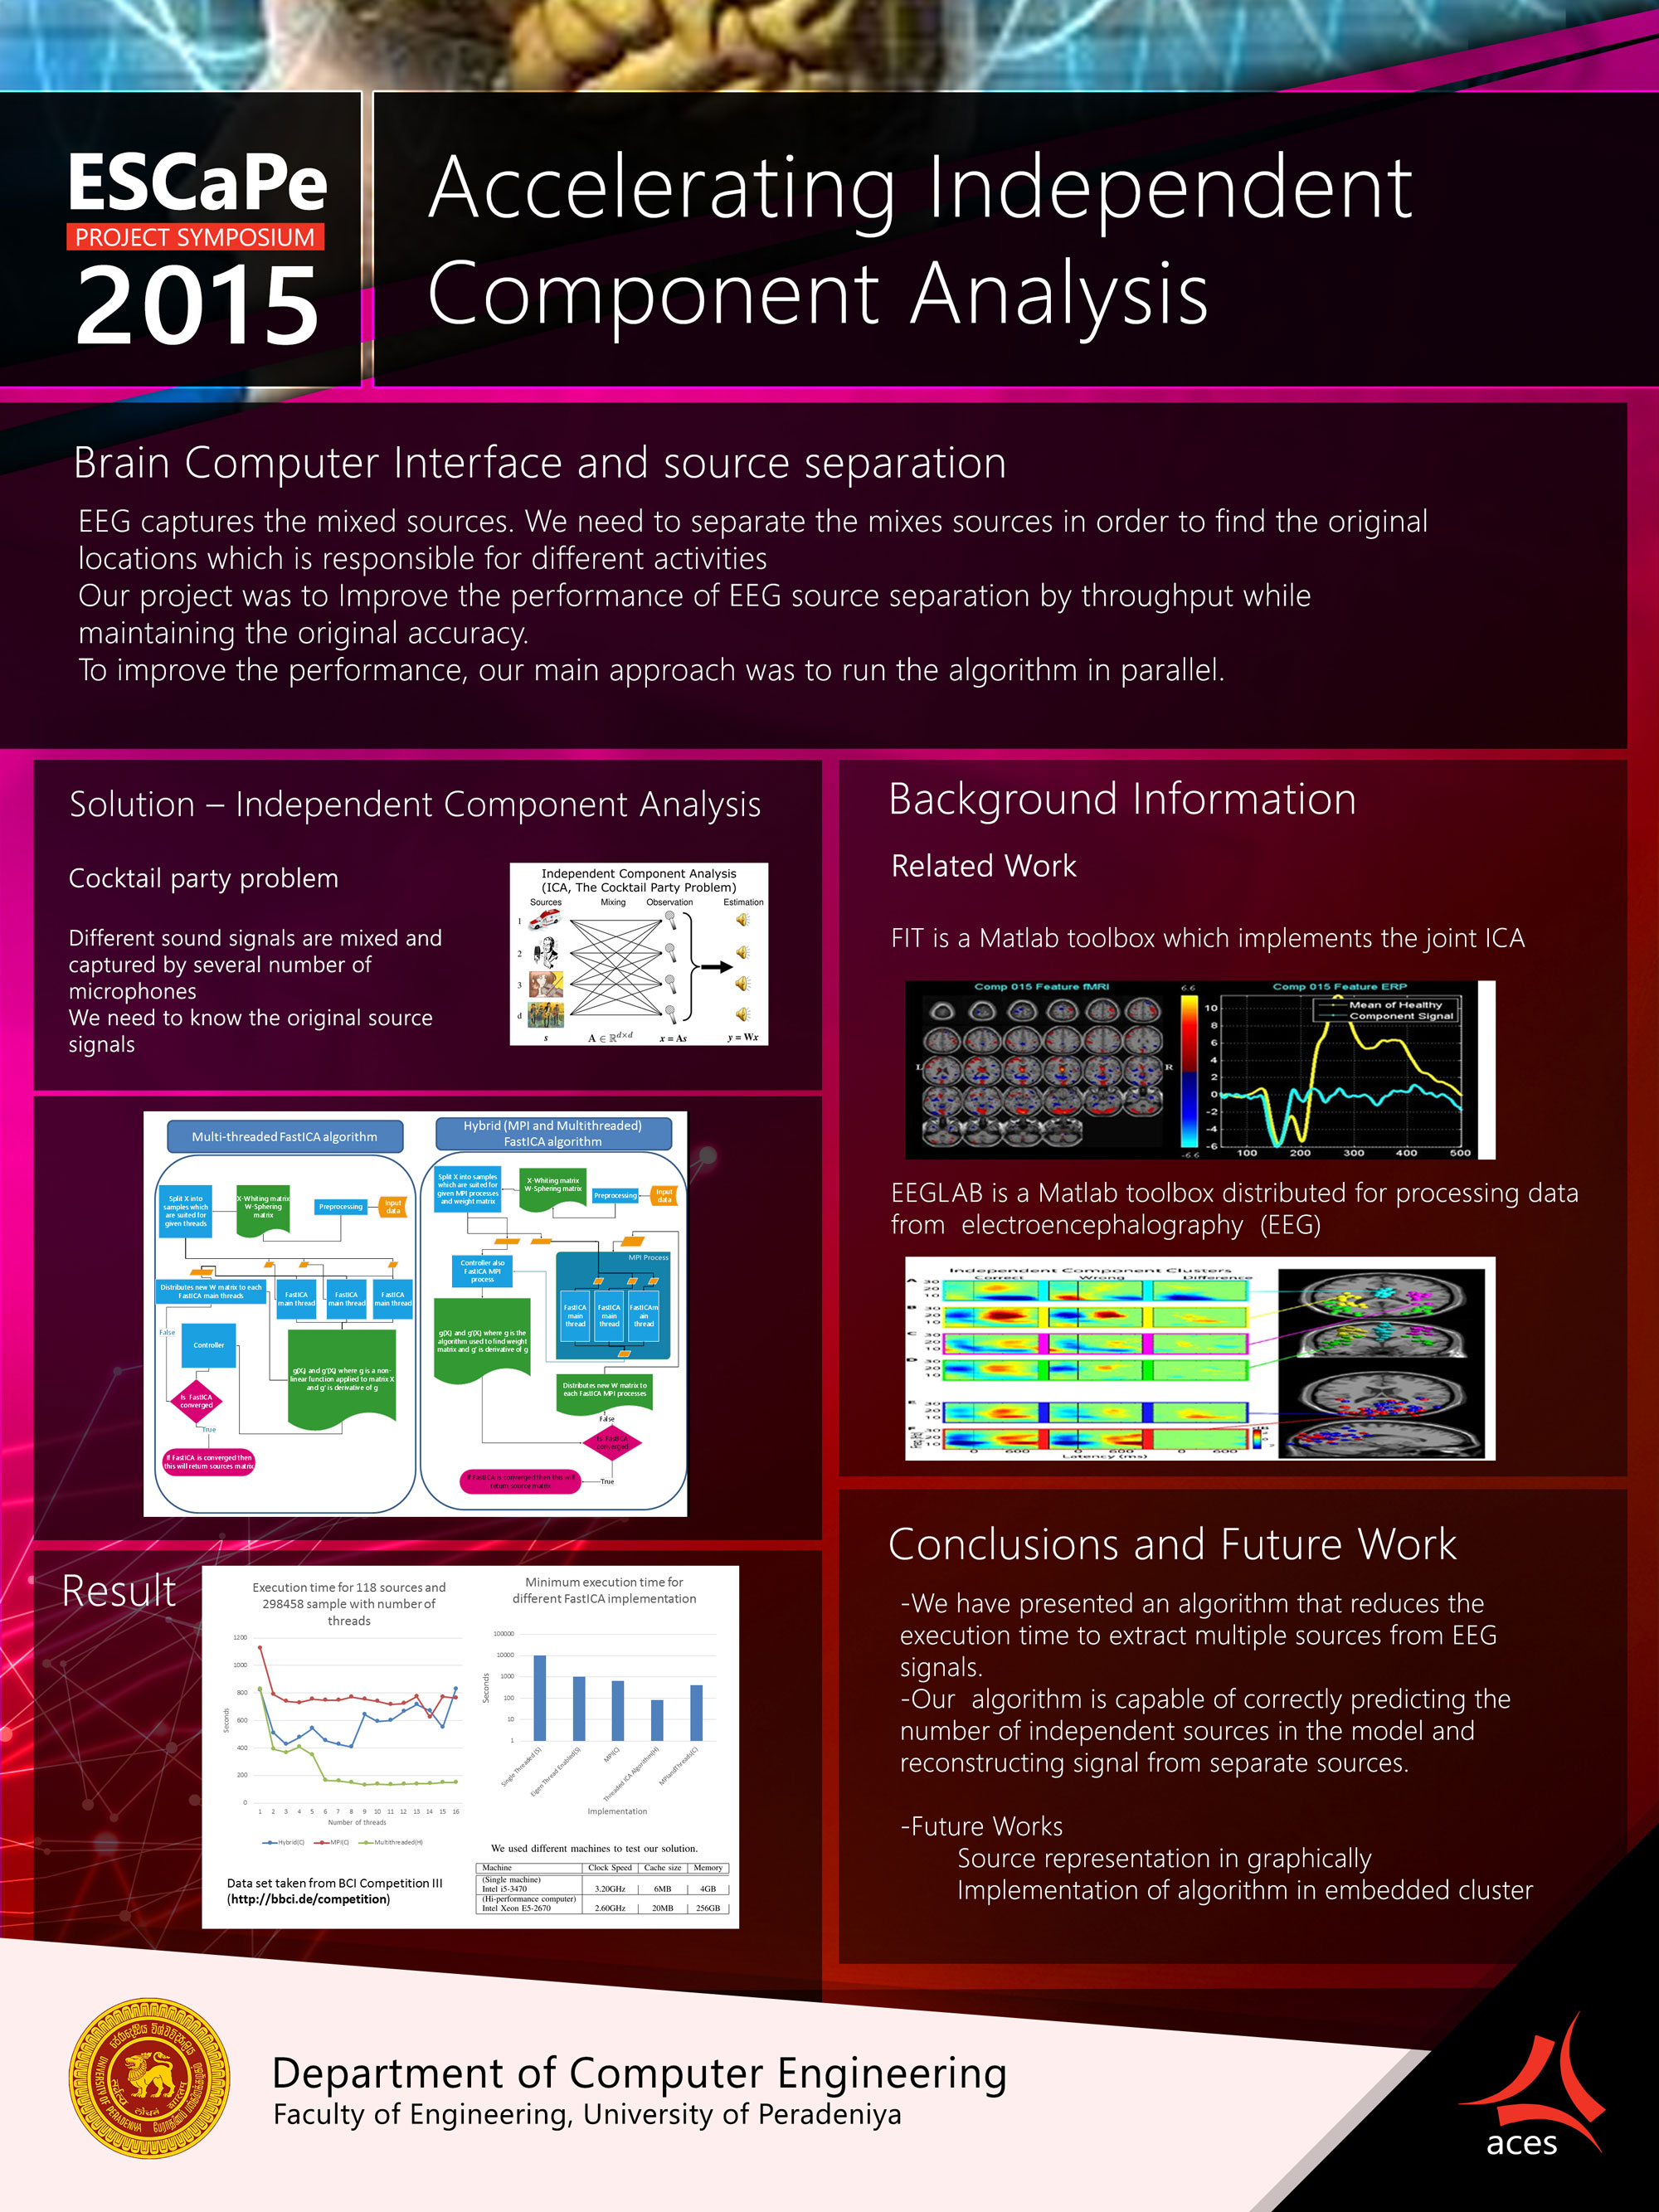 ESCaPe
PROJECT SYMPOSIUM
2015
Accelerating Independent
Component Analysis
Brain Computer Interface and source separation
EEG captures the mixed sources. We need to separate the mixes sources in order to find the original
locations which is responsible for different activities
Our project was to Improve the performance of EEG source separation by throughput while
maintaining the original accuracy.
To improve the performance, our main approach was to run the algorithm in parallel.
Solution – Independent Component Analysis
Cocktail party problem
Different sound signals are mixed and
captured by several number of
microphones
We need to know the original source
signals
Independent Component Analysis
(ICA, The Cocktail Party Problem)
Sources Mixing Observation Estimation
1
2
3
d
s A ∈ ℝ^{d×d} x = As y = Wx
Multi-threaded FastICA algorithm
Split X into
samples which
are suited for
given threads
X-Whiting matrix
W-Sphering
matrix
Preprocessing
Input
data
Distributes new W matrix to each
FastICA main threads
FastICA
main thread
FastICA
main thread
FastICA
main thread
False
Controller
g(X) and g'(X) where g is a non-
linear function applied to matrix X
and g' is derivative of g
Is FastICA
converged
True
If FastICA is converged then
this will return sources matrix
Hybrid (MPI and Multithreaded)
FastICA algorithm
Split X into samples
which are suited for
given MPI processes
and weight matrix
X-Whiting matrix
W-Sphering matrix
Preprocessing
Input
data
Controller also
FastICA MPI
process
MPI Process
FastICA
main
thread
FastICA
main
thread
FastICAm
ain
thread
g(X) and g'(X) where g is the
algorithm used to find weight
matrix and g' is derivative of g
Distributes new W matrix to
each FastICA MPI processes
False
Is FastICA
converged
True
If FastICA is converged then this will
return source matrix
Result
Execution time for 118 sources and
298458 sample with number of
threads
1200
1000
800
600
400
200
0
Seconds
1 2 3 4 5 6 7 8 9 10 11 12 13 14 15 16
Number of threads
Hybrid(C) MPI(C) Multithreaded(H)
Minimum execution time for
different FastICA implementation
100000
10000
1000
100
10
1
Seconds
Single Threaded (S)
Eigen Thread Enabled(S)
MPI(C)
Threaded ICA Algorithm(H)
MPIandThreads(C)
Implementation
Data set taken from BCI Competition III
(http://bbci.de/competition)
We used different machines to test our solution.
Machine Clock Speed Cache size Memory
(Single machine)
Intel i5-3470 3.20GHz 6MB 4GB
(Hi-performance computer)
Intel Xeon E5-2670 2.60GHz 20MB 256GB
Background Information
Related Work
FIT is a Matlab toolbox which implements the joint ICA
Comp 015 Feature fMRI
L
R
6.6
-6.6
Comp 015 Feature ERP
Mean of Healthy
Component Signal
10
8
6
4
2
0
-2
-4
-6
100 200 300 400 500
EEGLAB is a Matlab toolbox distributed for processing data
from electroencephalography (EEG)
Independent Component Clusters
Correct Wrong Difference
A 30
20
10
B 30
20
10
C 30
20
10
D 30
20
10
E 30
20
10
F 30
20
10
0 600 0 600 0 600
Latency (ms)
Conclusions and Future Work
-We have presented an algorithm that reduces the
execution time to extract multiple sources from EEG
signals.
-Our algorithm is capable of correctly predicting the
number of independent sources in the model and
reconstructing signal from separate sources.
-Future Works
Source representation in graphically
Implementation of algorithm in embedded cluster
UNIVERSITY OF PERADENIYA
Department of Computer Engineering
Faculty of Engineering, University of Peradeniya
aces